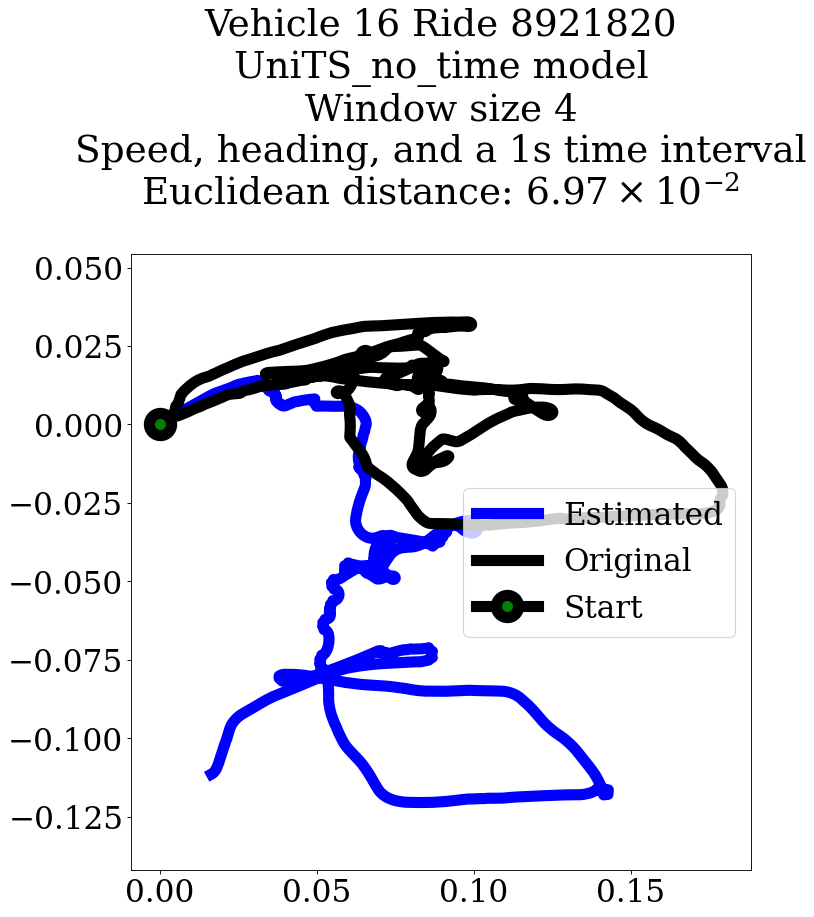 Vehicle 16 Ride 8921820
UniTS_no_time model
Window size 4
Speed, heading, and a 1s time interval
Euclidean distance: 6.97 × 10⁻²
0.050
0.025
0.000
−0.025
−0.050
−0.075
−0.100
−0.125
Estimated
Original
Start
0.00 0.05 0.10 0.15